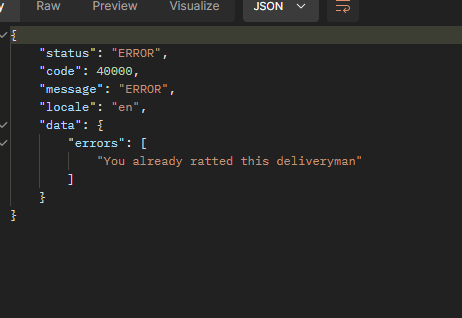 y Raw Preview Visualize JSON
{
"status": "ERROR",
"code": 40000,
"message": "ERROR",
"locale": "en",
"data": {
"errors": [
"You already ratted this deliveryman"
]
}
}